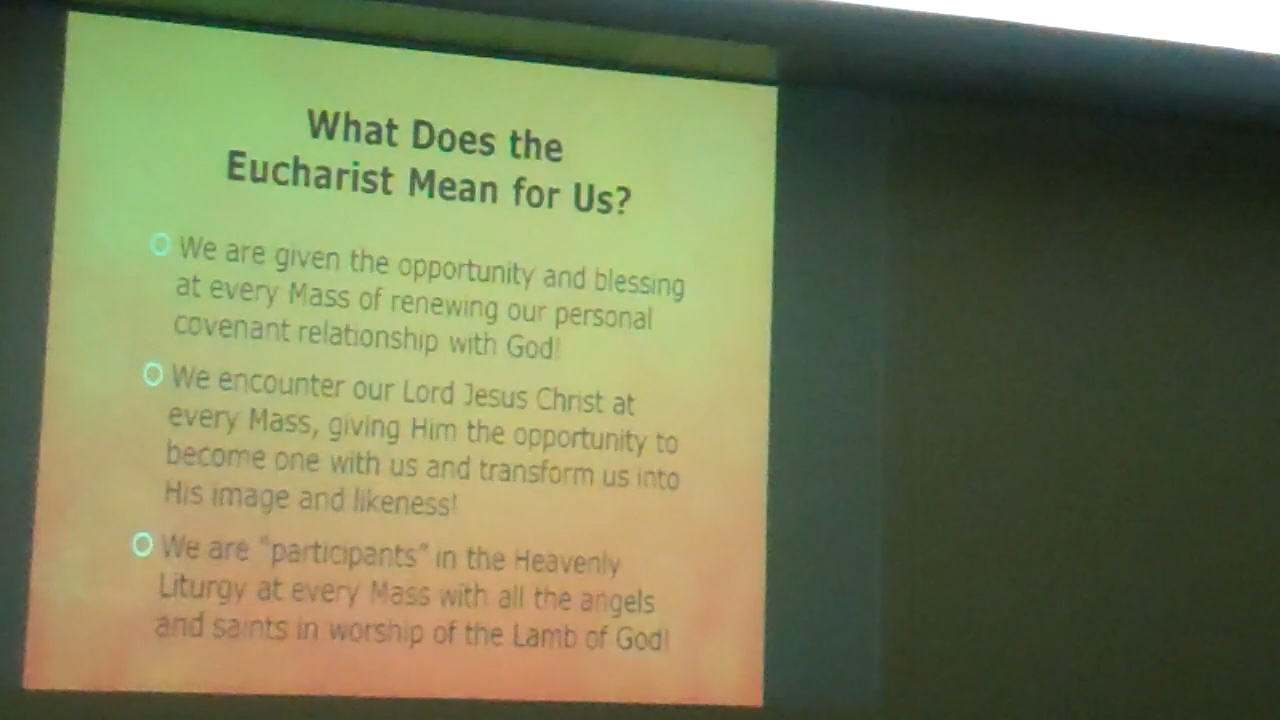 What Does the
Eucharist Mean for Us?
We are given the opportunity and blessing
at every Mass of renewing our personal
covenant relationship with God!
We encounter our Lord Jesus Christ at
every Mass, giving Him the opportunity to
become one with us and transform us into
His image and likeness!
We are "participants" in the Heavenly
Liturgy at every Mass with all the angels
and saints in worship of the Lamb of God!